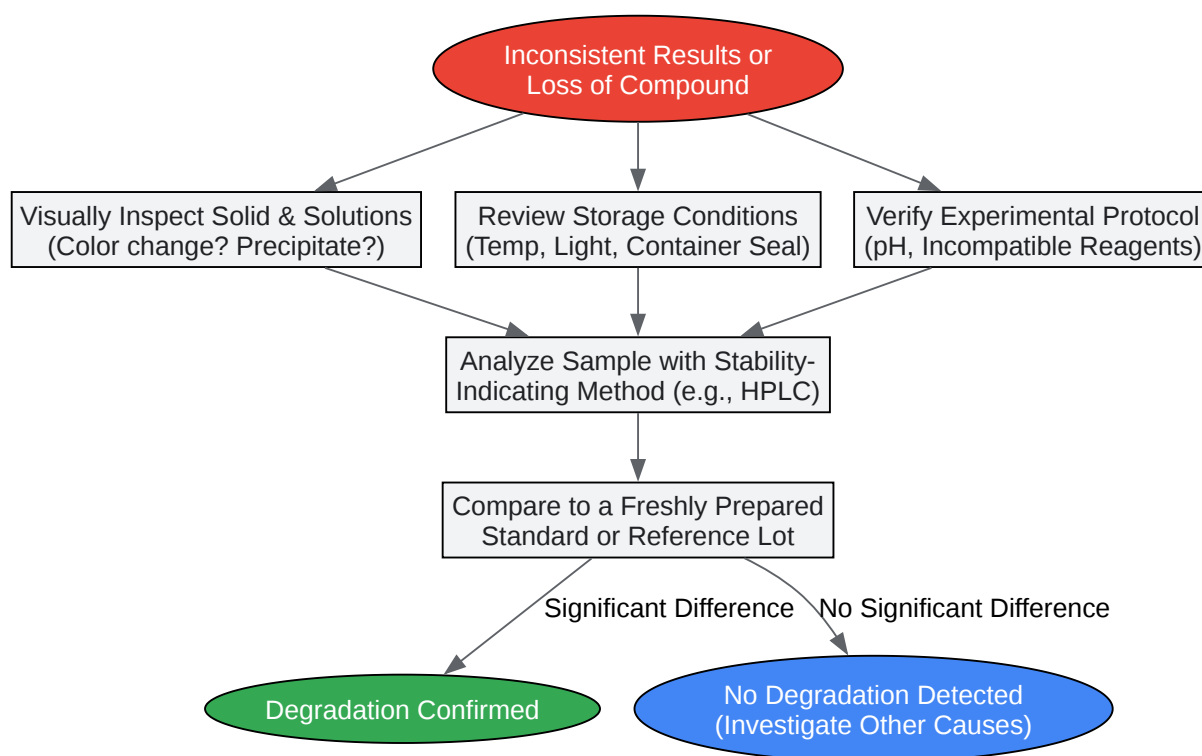 Inconsistent Results or
Loss of Compound
Visually Inspect Solid & Solutions
(Color change? Precipitate?)
Review Storage Conditions
(Temp, Light, Container Seal)
Verify Experimental Protocol
(pH, Incompatible Reagents)
Analyze Sample with Stability-
Indicating Method (e.g., HPLC)
Compare to a Freshly Prepared
Standard or Reference Lot
Significant Difference
No Significant Difference
Degradation Confirmed
No Degradation Detected
(Investigate Other Causes)